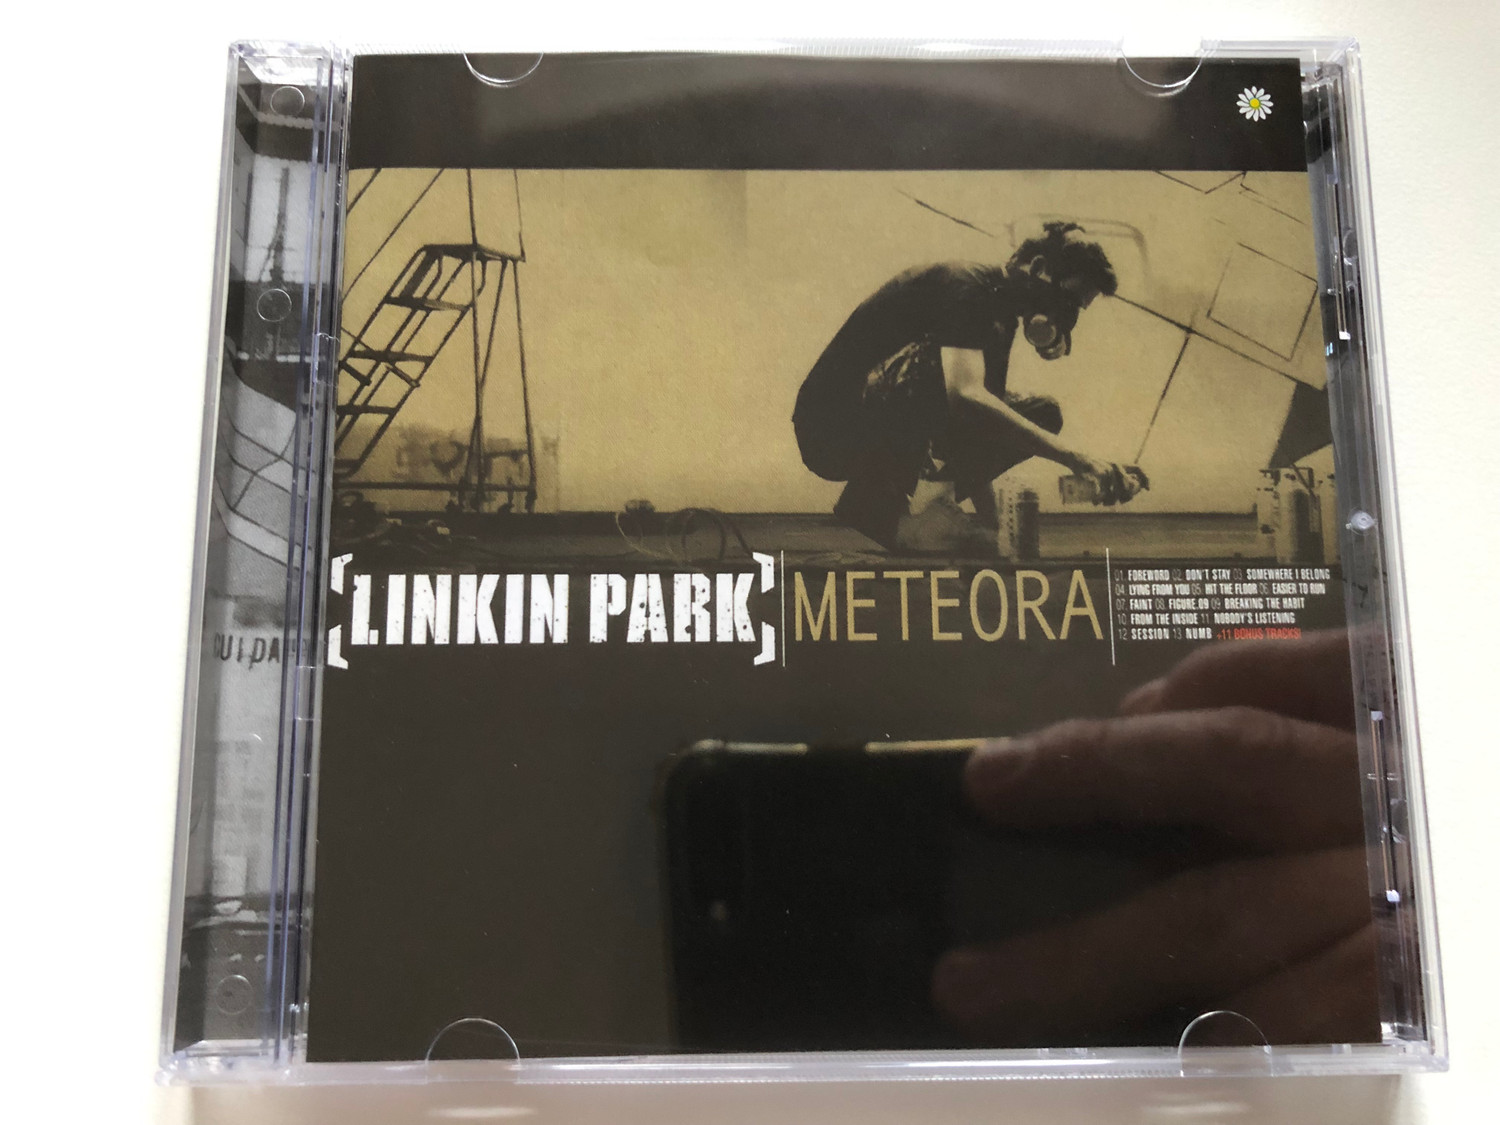 [LINKIN PARK]
METEORA
01. FOREWORD 02. DON'T STAY 03. SOMEWHERE I BELONG
04. LYING FROM YOU 05. HIT THE FLOOR 06. EASIER TO RUN
07. FAINT 08. FIGURE.09 09. BREAKING THE HABIT
10. FROM THE INSIDE 11. NOBODY'S LISTENING
12. SESSION 13. NUMB +11 BONUS TRACKS!